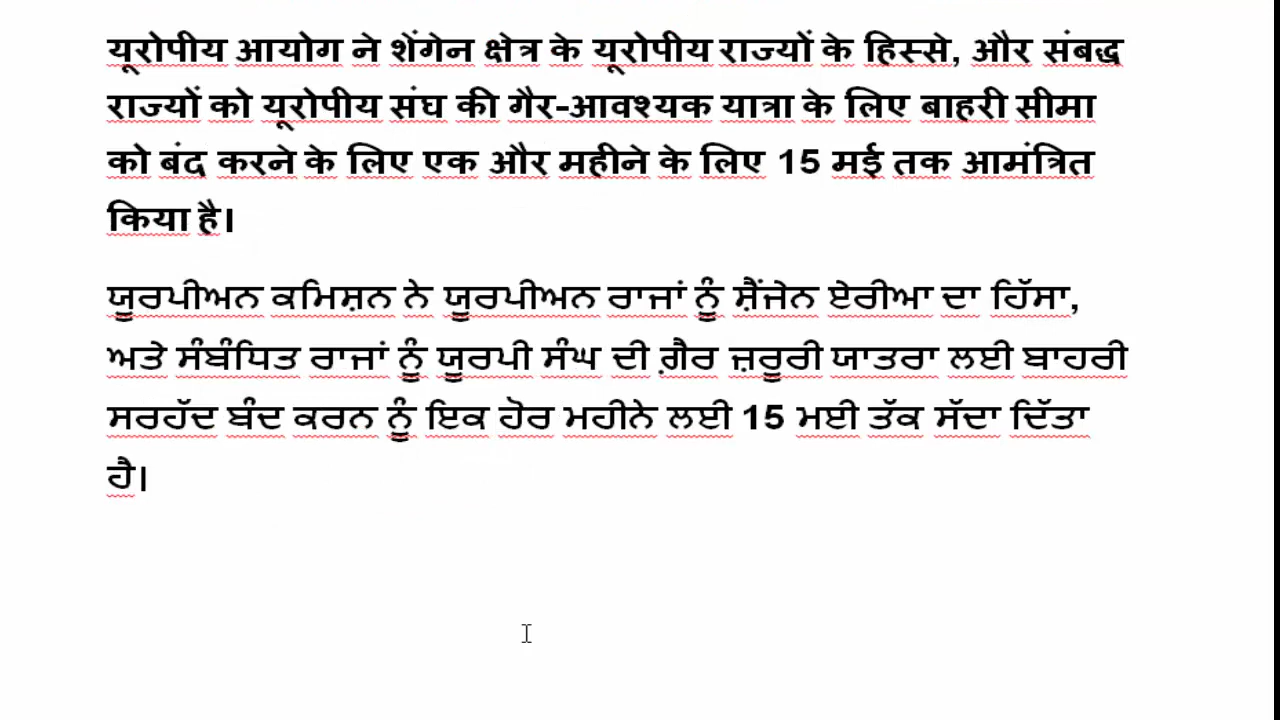 यूरोपीय आयोग ने शेंगेन क्षेत्र के यूरोपीय राज्यों के हिस्से, और संबद्ध
राज्यों को यूरोपीय संघ की गैर-आवश्यक यात्रा के लिए बाहरी सीमा
को बंद करने के लिए एक और महीने के लिए 15 मई तक आमंत्रित
किया है।
ਯੂਰਪੀਅਨ ਕਮਿਸ਼ਨ ਨੇ ਯੂਰਪੀਅਨ ਰਾਜਾਂ ਨੂੰ ਸ਼ੈਂਜੇਨ ਏਰੀਆ ਦਾ ਹਿੱਸਾ,
ਅਤੇ ਸੰਬੰਧਿਤ ਰਾਜਾਂ ਨੂੰ ਯੂਰਪੀ ਸੰਘ ਦੀ ਗ਼ੈਰ ਜ਼ਰੂਰੀ ਯਾਤਰਾ ਲਈ ਬਾਹਰੀ
ਸਰਹੱਦ ਬੰਦ ਕਰਨ ਨੂੰ ਇਕ ਹੋਰ ਮਹੀਨੇ ਲਈ 15 ਮਈ ਤੱਕ ਸੱਦਾ ਦਿੱਤਾ
ਹੈ।